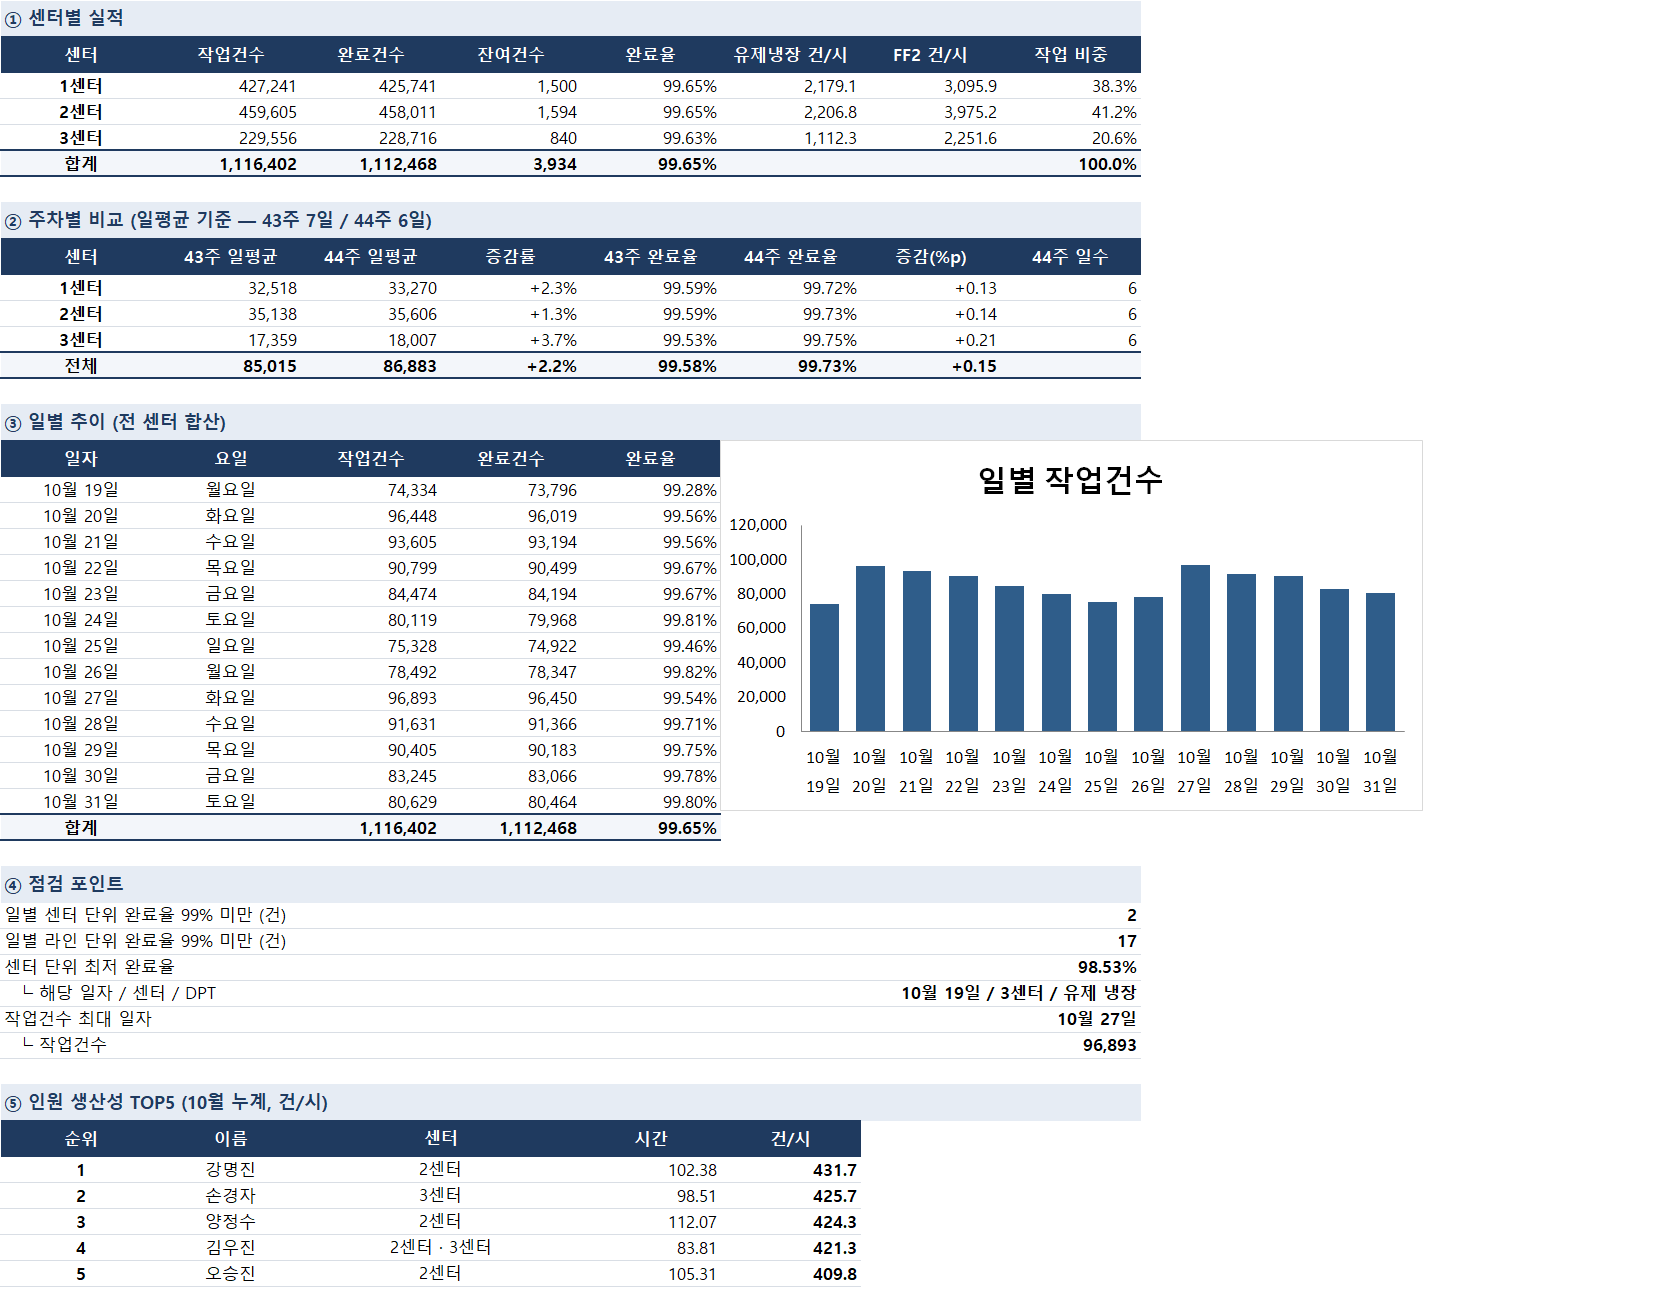 ① 센터별 실적
센터 작업건수 완료건수 잔여건수 완료율 유제냉장 건/시 FF2 건/시 작업 비중
1센터 427,241 425,741 1,500 99.65% 2,179.1 3,095.9 38.3%
2센터 459,605 458,011 1,594 99.65% 2,206.8 3,975.2 41.2%
3센터 229,556 228,716 840 99.63% 1,112.3 2,251.6 20.6%
합계 1,116,402 1,112,468 3,934 99.65% 100.0%
② 주차별 비교 (일평균 기준 — 43주 7일 / 44주 6일)
센터 43주 일평균 44주 일평균 증감률 43주 완료율 44주 완료율 증감(%p) 44주 일수
1센터 32,518 33,270 +2.3% 99.59% 99.72% +0.13 6
2센터 35,138 35,606 +1.3% 99.59% 99.73% +0.14 6
3센터 17,359 18,007 +3.7% 99.53% 99.75% +0.21 6
전체 85,015 86,883 +2.2% 99.58% 99.73% +0.15
③ 일별 추이 (전 센터 합산)
일자 요일 작업건수 완료건수 완료율
10월 19일 월요일 74,334 73,796 99.28%
10월 20일 화요일 96,448 96,019 99.56%
10월 21일 수요일 93,605 93,194 99.56%
10월 22일 목요일 90,799 90,499 99.67%
10월 23일 금요일 84,474 84,194 99.67%
10월 24일 토요일 80,119 79,968 99.81%
10월 25일 일요일 75,328 74,922 99.46%
10월 26일 월요일 78,492 78,347 99.82%
10월 27일 화요일 96,893 96,450 99.54%
10월 28일 수요일 91,631 91,366 99.71%
10월 29일 목요일 90,405 90,183 99.75%
10월 30일 금요일 83,245 83,066 99.78%
10월 31일 토요일 80,629 80,464 99.80%
합계 1,116,402 1,112,468 99.65%
일별 작업건수
120,000
100,000
80,000
60,000
40,000
20,000
0
10월 10월 10월 10월 10월 10월 10월 10월 10월 10월 10월 10월 10월
19일 20일 21일 22일 23일 24일 25일 26일 27일 28일 29일 30일 31일
④ 점검 포인트
일별 센터 단위 완료율 99% 미만 (건) 2
일별 라인 단위 완료율 99% 미만 (건) 17
센터 단위 최저 완료율 98.53%
└ 해당 일자 / 센터 / DPT 10월 19일 / 3센터 / 유제 냉장
작업건수 최대 일자 10월 27일
└ 작업건수 96,893
⑤ 인원 생산성 TOP5 (10월 누계, 건/시)
순위 이름 센터 시간 건/시
1 강명진 2센터 102.38 431.7
2 손경자 3센터 98.51 425.7
3 양정수 2센터 112.07 424.3
4 김우진 2센터 · 3센터 83.81 421.3
5 오승진 2센터 105.31 409.8